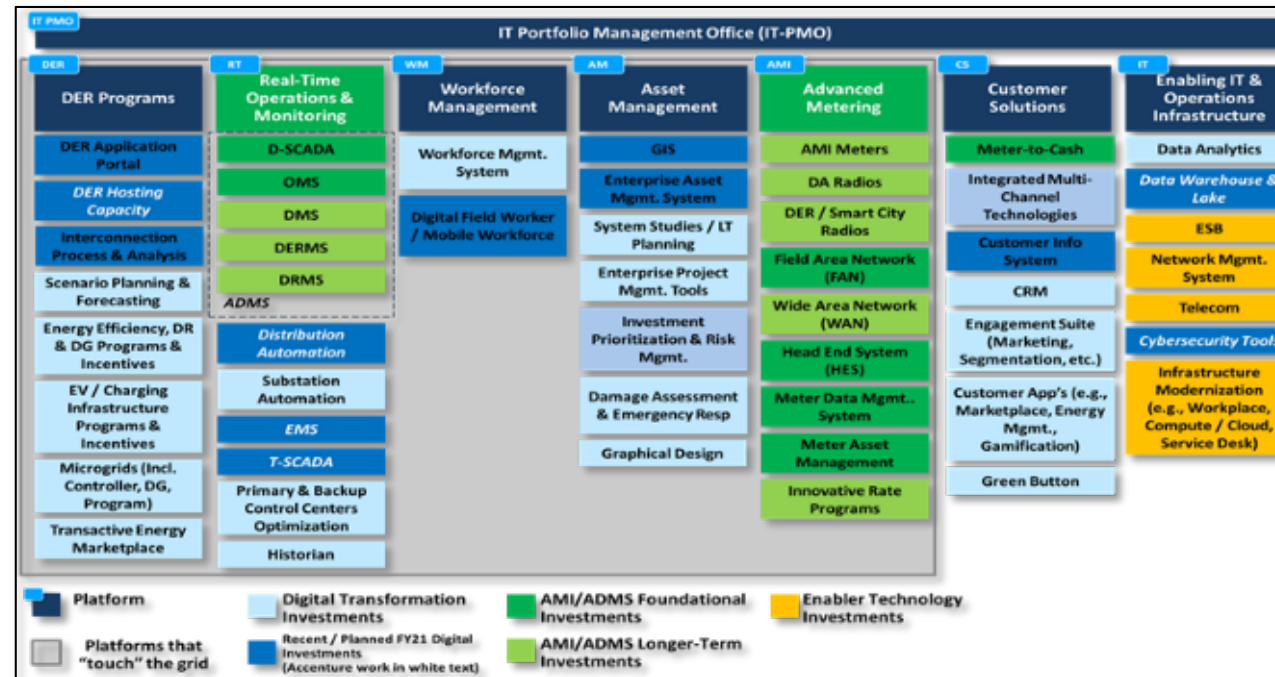 IT PMO
IT Portfolio Management Office (IT-PMO)
DER
DER Programs
DER Application
Portal
DER Hosting
Capacity
Interconnection
Process & Analysis
Scenario Planning &
Forecasting
Energy Efficiency, DR
& DG Programs &
Incentives
EV / Charging
Infrastructure
Programs &
Incentives
Microgrids (Incl.
Controller, DG,
Program)
Transactive Energy
Marketplace
RT
Real-Time
Operations &
Monitoring
D-SCADA
OMS
DMS
DERMS
DRMS
ADMS
Distribution
Automation
Substation
Automation
EMS
T-SCADA
Primary & Backup
Control Centers
Optimization
Historian
WM
Workforce
Management
Workforce Mgmt.
System
Digital Field Worker
/ Mobile Workforce
AM
Asset
Management
GIS
Enterprise Asset
Mgmt. System
System Studies / LT
Planning
Enterprise Project
Mgmt. Tools
Investment
Prioritization & Risk
Mgmt.
Damage Assessment
& Emergency Resp
Graphical Design
AMI
Advanced
Metering
AMI Meters
DA Radios
DER / Smart City
Radios
Field Area Network
(FAN)
Wide Area Network
(WAN)
Head End System
(HES)
Meter Data Mgmt..
System
Meter Asset
Management
Innovative Rate
Programs
CS
Customer
Solutions
Meter-to-Cash
Integrated Multi-
Channel
Technologies
Customer Info
System
CRM
Engagement Suite
(Marketing,
Segmentation, etc.)
Customer App's (e.g.,
Marketplace, Energy
Mgmt.,
Gamification)
Green Button
IT
Enabling IT &
Operations
Infrastructure
Data Analytics
Data Warehouse &
Lake
ESB
Network Mgmt.
System
Telecom
Cybersecurity Tools
Infrastructure
Modernization
(e.g., Workplace,
Compute / Cloud,
Service Desk)
Platform
Platforms that
"touch" the grid
Digital Transformation
Investments
Recent / Planned FY21 Digital
Investments
(Accenture work in white text)
AMI/ADMS Foundational
Investments
AMI/ADMS Longer-Term
Investments
Enabler Technology
Investments